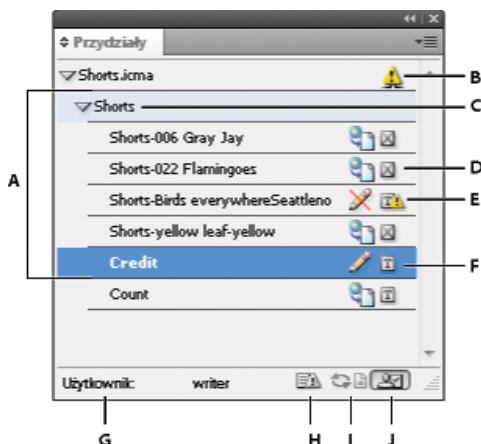 Przydziały
Shorts.icma
B
Shorts
C
Shorts-006 Gray Jay
Shorts-022 Flamingoes
D
A
Shorts-Birds everywhereSeattleno
E
Shorts-yellow leaf-yellow
Credit
F
Count
Użytkownik: writer
G H I J